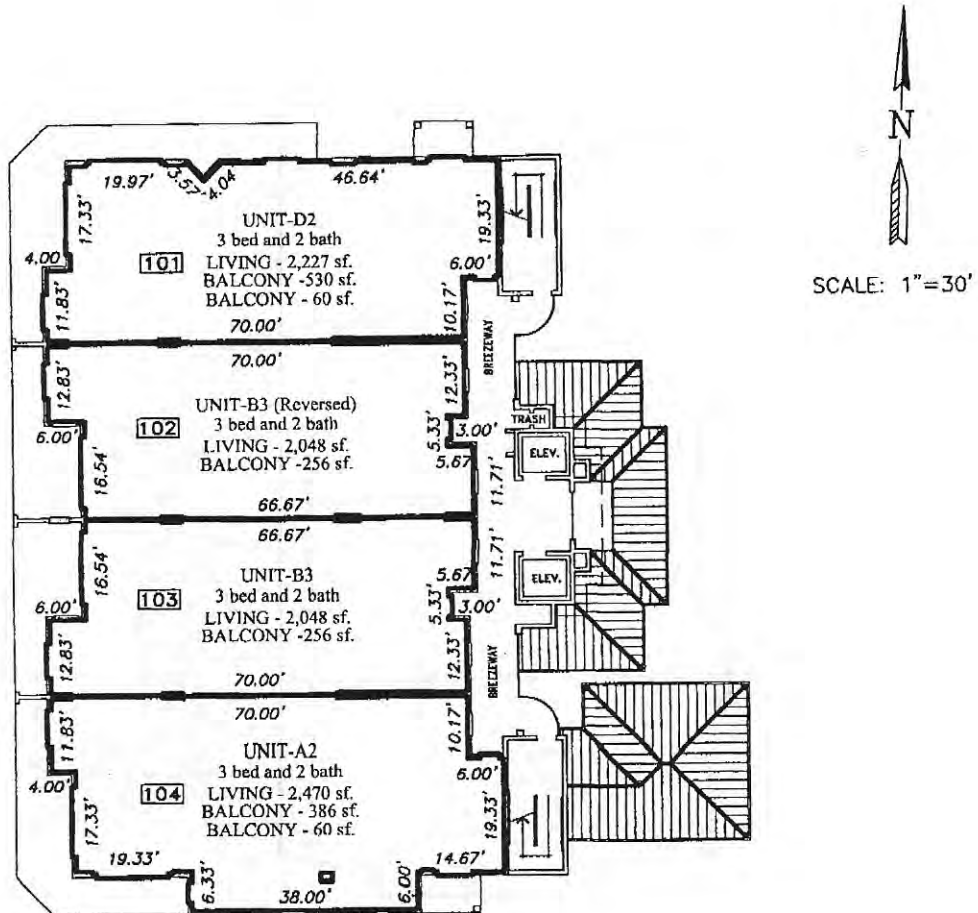 N
SCALE: 1"=30'
19.97'
3.57'
4.04
46.64'
17.33'
UNIT-D2
3 bed and 2 bath
LIVING - 2,227 sf.
BALCONY -530 sf.
BALCONY - 60 sf.
101
19.33'
4.00
6.00'
11.83'
10.17'
70.00'
BREEZEWAY
70.00'
12.83'
12.33'
UNIT-B3 (Reversed)
3 bed and 2 bath
LIVING - 2,048 sf.
BALCONY -256 sf.
102
6.00'
5.33'
3.00'
TRASH
ELEV.
16.54'
5.67
11.71'
66.67'
66.67'
11.71'
16.54'
UNIT-B3
3 bed and 2 bath
LIVING - 2,048 sf.
BALCONY -256 sf.
103
5.67
ELEV.
6.00'
5.33'
3.00'
12.83'
12.33'
70.00'
BREEZEWAY
70.00'
11.83'
10.17'
UNIT-A2
3 bed and 2 bath
LIVING - 2,470 sf.
BALCONY - 386 sf.
BALCONY - 60 sf.
104
4.00'
6.00'
17.33'
19.33'
19.33'
14.67'
6.33'
38.00'
6.00'